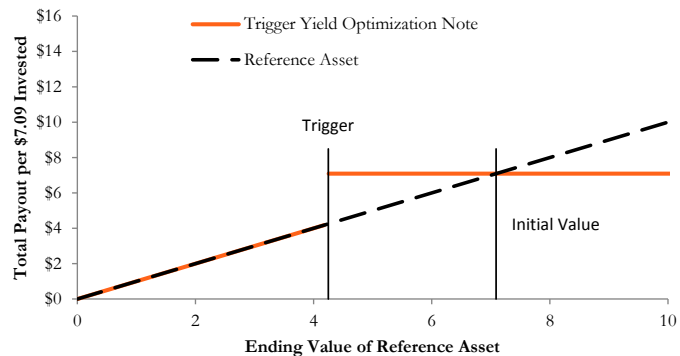 Trigger Yield Optimization Note
Reference Asset
Total Payout per $7.09 Invested
$16
$14
$12
$10
$8
$6
$4
$2
$0
Trigger
Initial Value
0 2 4 6 8 10
Ending Value of Reference Asset